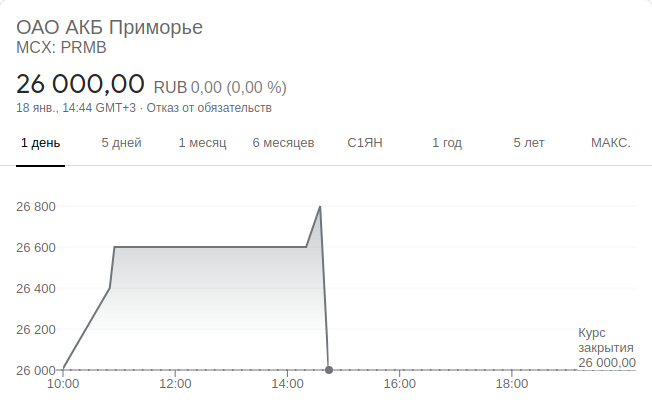 ОАО АКБ Приморье
MCX: PRMB
26 000,00 RUB 0,00 (0,00 %)
18 янв., 14:44 GMT+3 · Отказ от обязательств
1 день 5 дней 1 месяц 6 месяцев С1ЯН 1 год 5 лет МАКС.
26 800
26 600
26 400
26 200
26 000
Курс
закрытия
26 000,00
10:00 12:00 14:00 16:00 18:00